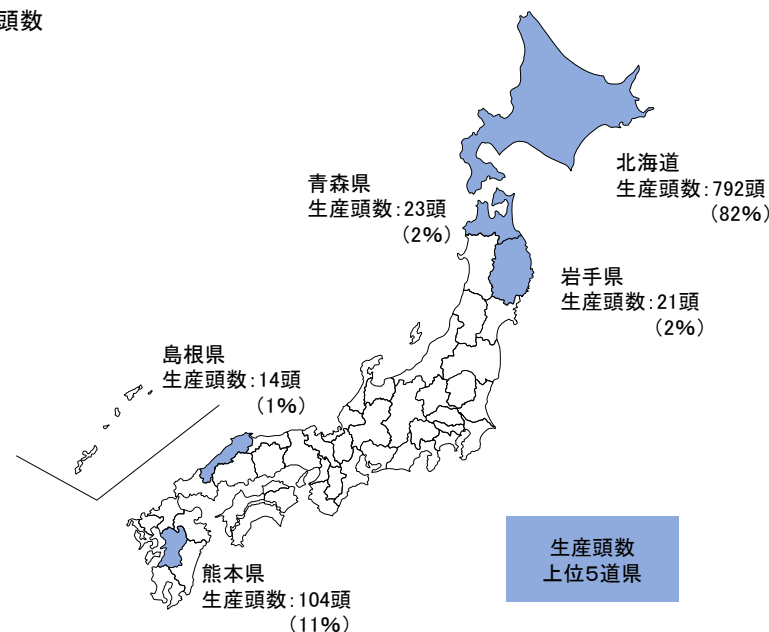 頭数
北海道
生産頭数:792頭
(82%)
青森県
生産頭数:23頭
(2%)
岩手県
生産頭数:21頭
(2%)
島根県
生産頭数:14頭
(1%)
熊本県
生産頭数:104頭
(11%)
生産頭数
上位5道県